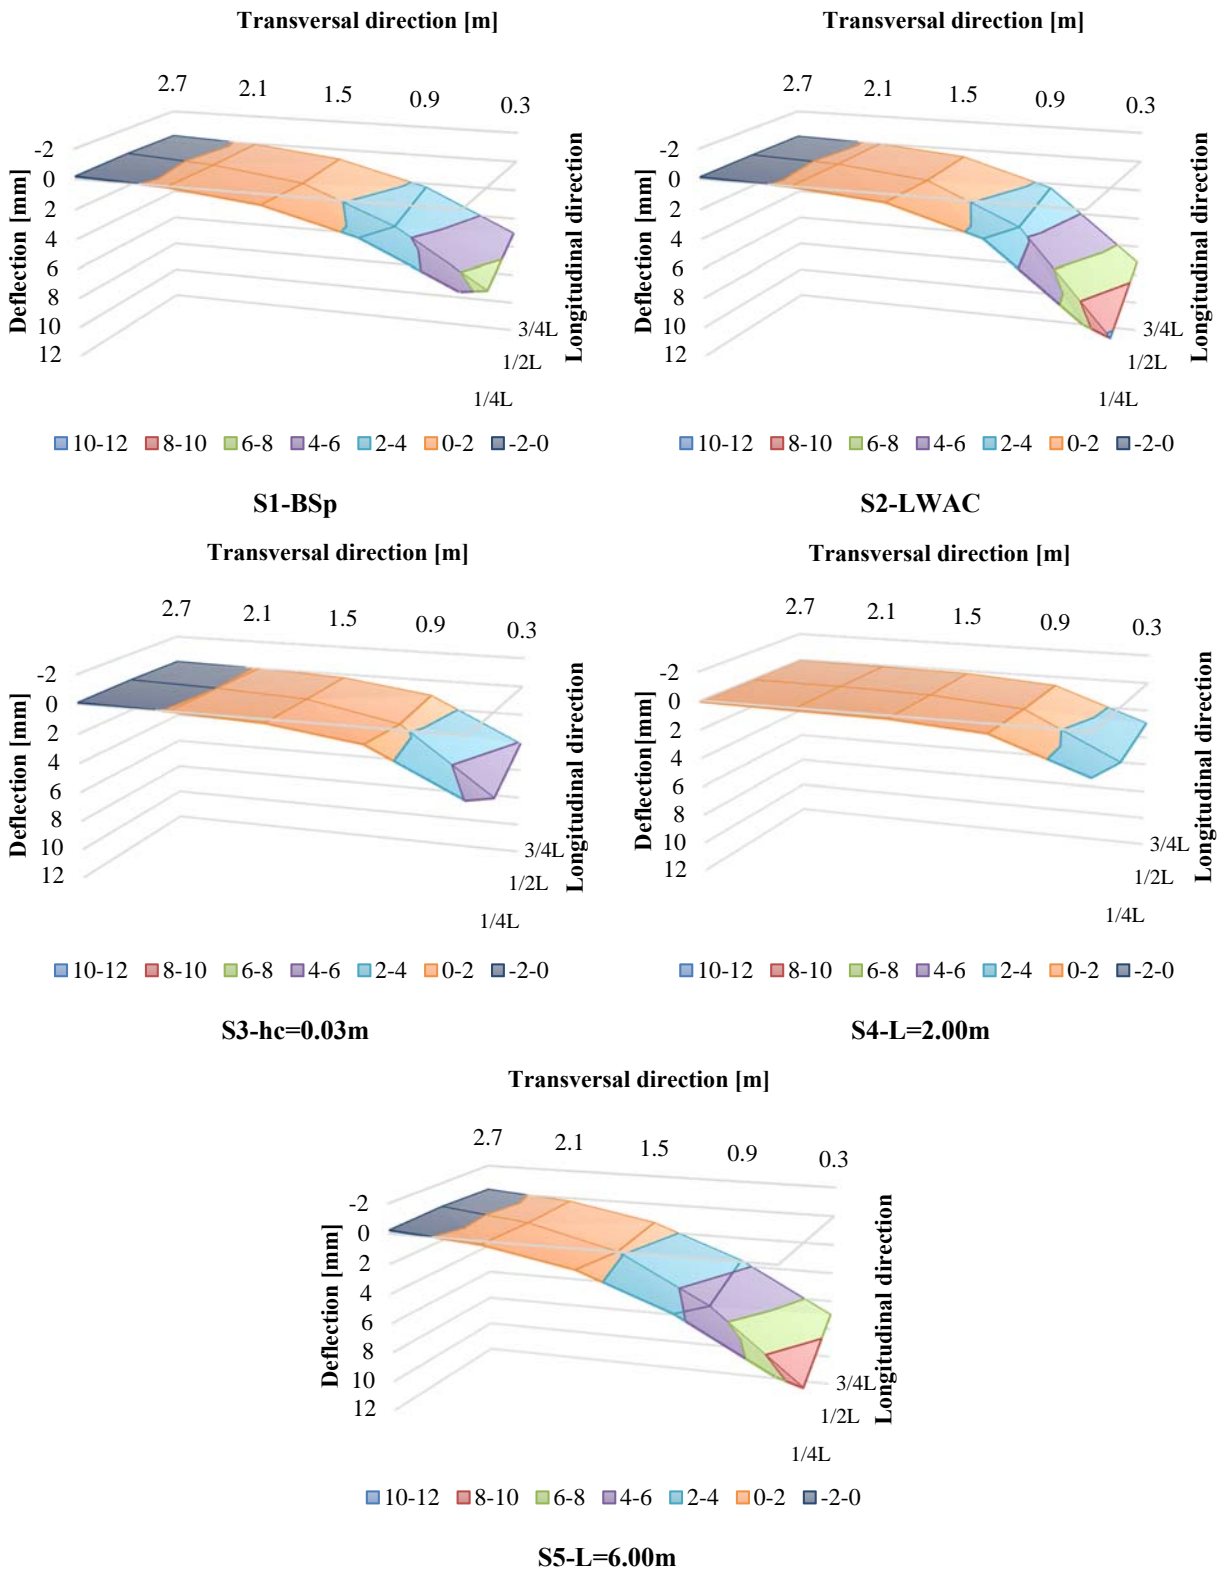 Transversal direction [m]
2.7 2.1 1.5 0.9 0.3
-2
0
2
4
6
8
10
12
Deflection [mm]
Longitudinal direction
3/4L
1/2L
1/4L
10-12 8-10 6-8 4-6 2-4 0-2 -2-0
S1-BSp
Transversal direction [m]
2.7 2.1 1.5 0.9 0.3
-2
0
2
4
6
8
10
12
Deflection [mm]
Longitudinal direction
3/4L
1/2L
1/4L
10-12 8-10 6-8 4-6 2-4 0-2 -2-0
S2-LWAC
Transversal direction [m]
2.7 2.1 1.5 0.9 0.3
-2
0
2
4
6
8
10
12
Deflection [mm]
Longitudinal direction
3/4L
1/2L
1/4L
10-12 8-10 6-8 4-6 2-4 0-2 -2-0
S3-hc=0.03m
Transversal direction [m]
2.7 2.1 1.5 0.9 0.3
-2
0
2
4
6
8
10
12
Deflection[mm]
Longitudinal direction
3/4L
1/2L
1/4L
10-12 8-10 6-8 4-6 2-4 0-2 -2-0
S4-L=2.00m
Transversal direction [m]
2.7 2.1 1.5 0.9 0.3
-2
0
2
4
6
8
10
12
Deflection [mm]
Longitudinal direction
3/4L
1/2L
1/4L
10-12 8-10 6-8 4-6 2-4 0-2 -2-0
S5-L=6.00m